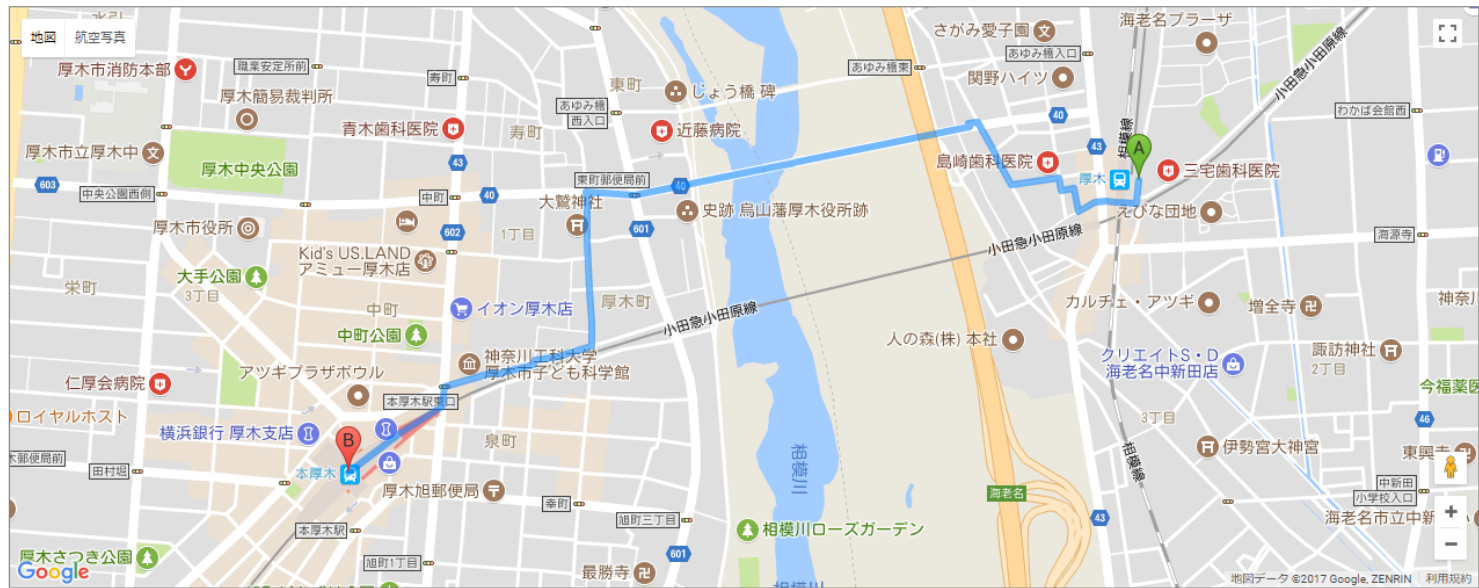 地図
航空写真
水引
厚木市消防本部
職業安定所前
寿町
厚木簡易裁判所
東町
じょう橋 碑
あゆみ橋
西入口
あゆみ橋東
さがみ愛子園
あゆみ橋入口
関野ハイツ
海老名プラーザ
小田急小田原線
わかば会館西
青木歯科医院
寿町
近藤病院
40
43
相模線
A
厚木市立厚木中
厚木中央公園
43
島崎歯科医院
厚木
三宅歯科医院
603
中央公園西側
中町
40
東町郵便局前
40
大鷲神社
史跡 烏山藩厚木役所跡
えびな団地
厚木市役所
602
1丁目
601
小田急小田原線
海源寺
Kid's US.LAND
アミュー厚木店
大手公園
3丁目
栄町
中町
イオン厚木店
厚木町
小田急小田原線
カルチェ・アツギ
増全寺
神奈川
中町公園
人の森(株) 本社
神奈川工科大学
厚木市子ども科学館
クリエイトS・D
海老名中新田店
諏訪神社
2丁目
仁厚会病院
アツギプラザボウル
今福薬医
本厚木駅東口
ロイヤルホスト
横浜銀行 厚木支店
泉町
3丁目
46
B
伊勢宮大神宮
東興寺
木郵便局前
田村堀
本厚木
相模川
相模線
厚木旭郵便局
幸町
海老名
中新田
小学校入口
本厚木駅
旭町三丁目
相模川ローズガーデン
43
海老名市立中新
厚木さつき公園
旭町1丁目
601
最勝寺
相模川
Google
地図データ ©2017 Google, ZENRIN
利用規約